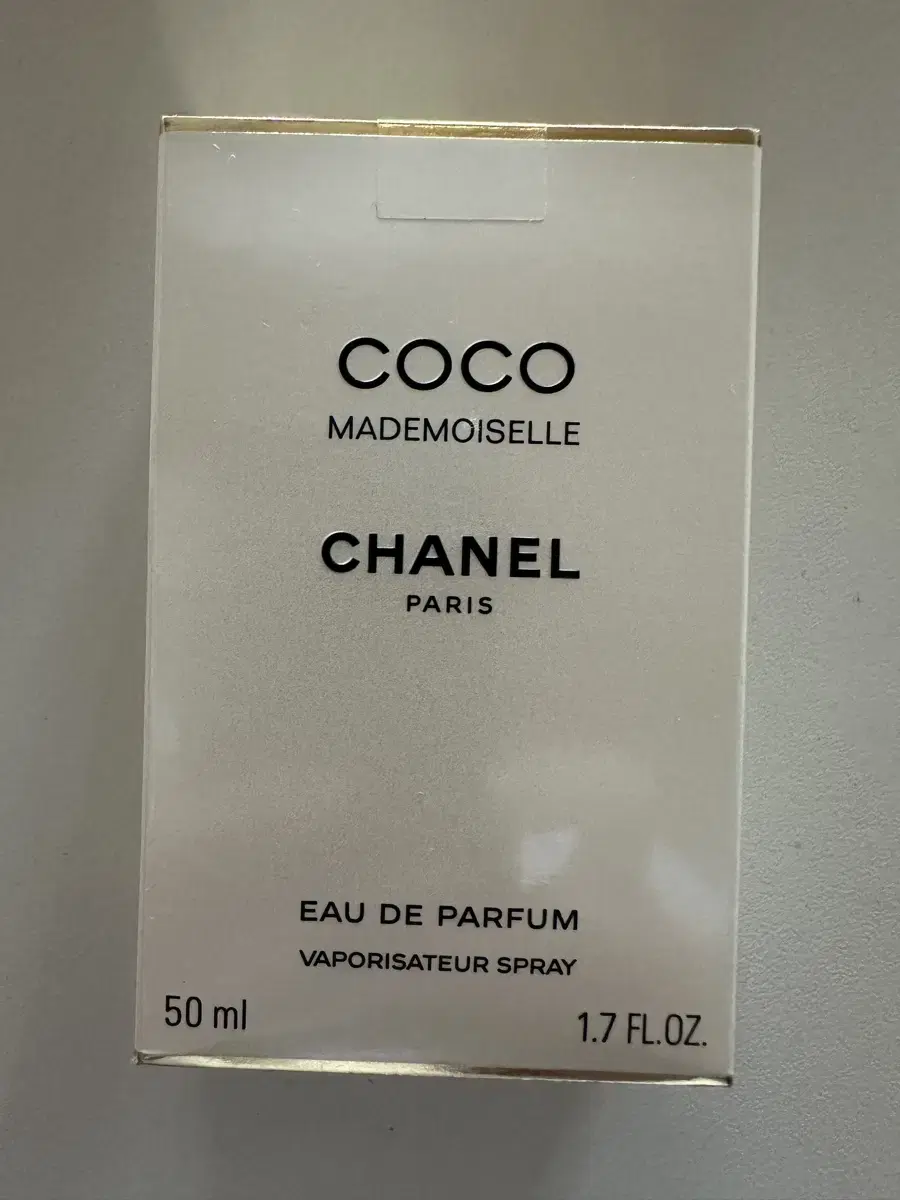 COCO
MADEMOISELLE
CHANEL
PARIS
EAU DE PARFUM
VAPORISATEUR SPRAY
50 ml
1.7 FL.OZ.